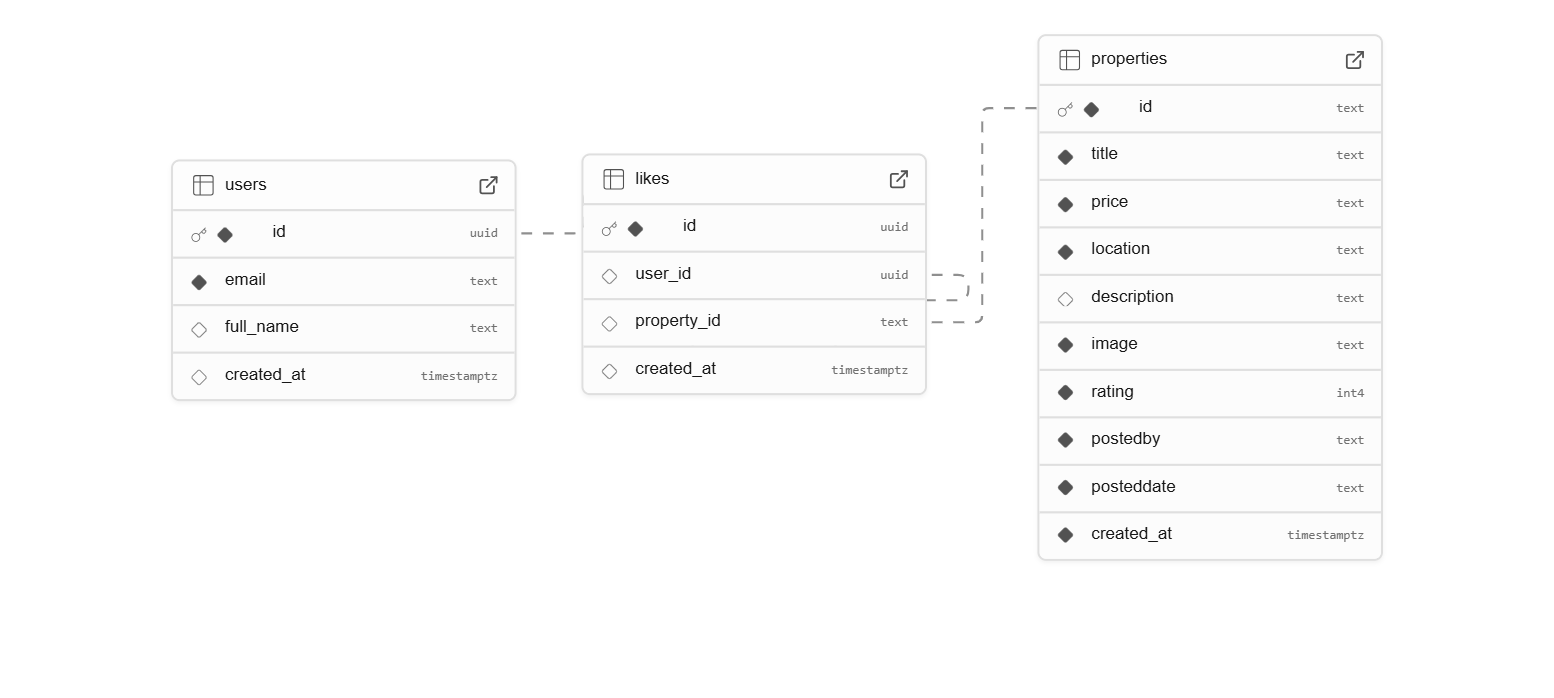 users
id uuid
email text
full_name text
created_at timestamptz
likes
id uuid
user_id uuid
property_id text
created_at timestamptz
properties
id text
title text
price text
location text
description text
image text
rating int4
postedby text
posteddate text
created_at timestamptz